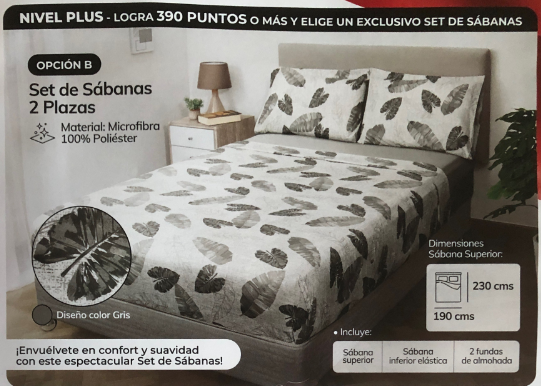 NIVEL PLUS - LOGRA 390 PUNTOS O MÁS Y ELIGE UN EXCLUSIVO SET DE SÁBANAS
OPCIÓN B
Set de Sábanas
2 Plazas
Material: Microfibra
100% Poliéster
Diseño color Gris
¡Envuélvete en confort y suavidad
con este espectacular Set de Sábanas!
Dimensiones
Sábana Superior:
230 cms
190 cms
• Incluye:
Sábana
superior
Sábana
inferior elástica
2 fundas
de almohada